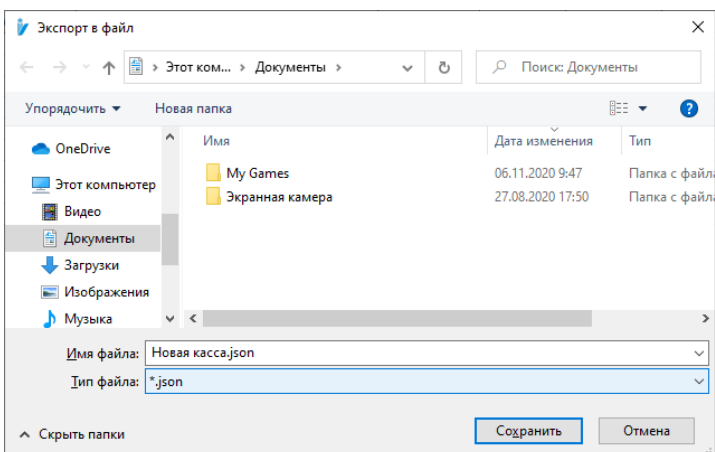 Экспорт в файл
Этот ком... Документы
Поиск: Документы
Упорядочить Новая папка
Имя Дата изменения Тип
OneDrive
Этот компьютер
Видео
Документы
Загрузки
Изображения
Музыка
My Games 06.11.2020 9:47 Папка с файла
Экранная камера 27.08.2020 17:50 Папка с файла
Имя файла: Новая касса.json
Тип файла: *.json
Скрыть папки Сохранить Отмена